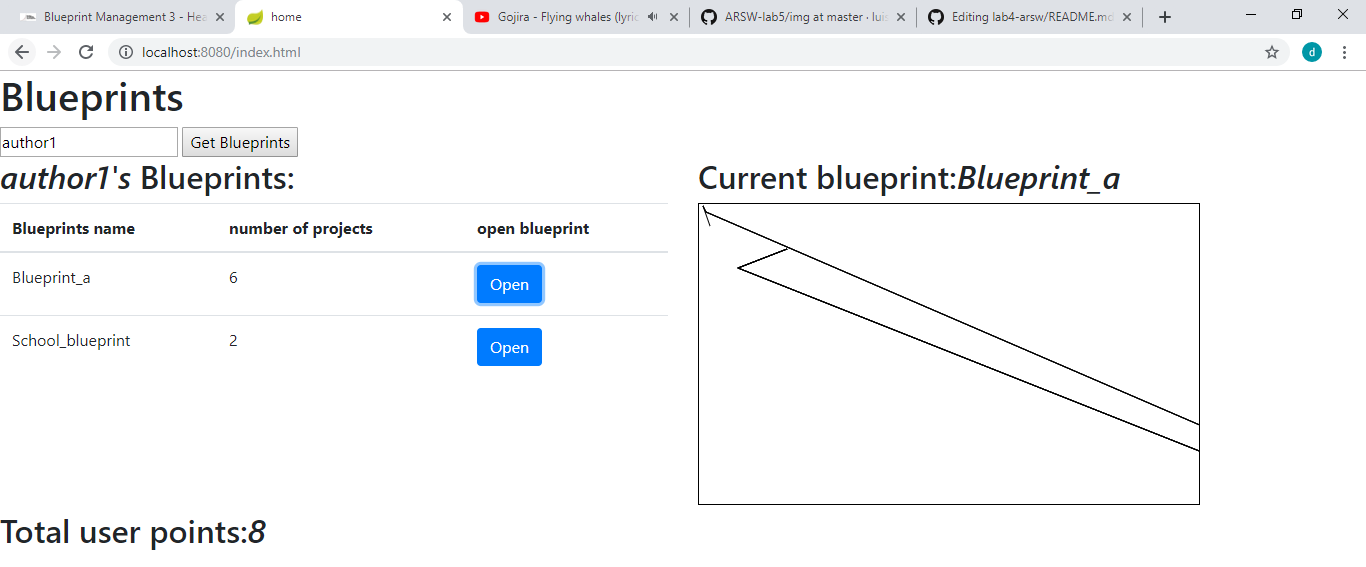 Blueprint Management 3 - Hea
home
Gojira - Flying whales (lyric
ARSW-lab5/img at master · luis
Editing lab4-arsw/README.md
d
localhost:8080/index.html
Blueprints
author1 Get Blueprints
author1's Blueprints:
Blueprints name number of projects open blueprint
Blueprint_a 6 Open
School_blueprint 2 Open
Current blueprint:Blueprint_a
Total user points:8